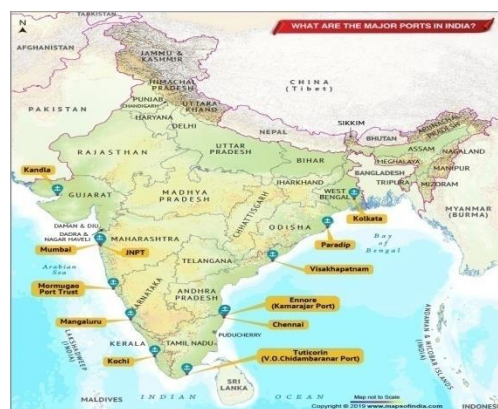 WHAT ARE THE MAJOR PORTS IN INDIA?
N
TAJIKISTAN
AFGHANISTAN
JAMMU &
KASHMIR
CHINA
(Tibet)
HIMACHAL
PRADESH
PAKISTAN
PUNJAB
CHANDIGARH
UTTARA
KHAND
HARYANA
DELHI
NEPAL
SIKKIM
BHUTAN
ARUNACHAL
PRADESH
RAJASTHAN
UTTAR
PRADESH
BIHAR
ASSAM
NAGALAND
MEGHALAYA
MANIPUR
BANGLADESH
TRIPURA
MIZORAM
Kandla
GUJARAT
MADHYA
PRADESH
JHARKHAND
WEST
BENGAL
MYANMAR
(BURMA)
CHHATTISGARH
Kolkata
DAMAN & DIU
DADRA &
NAGAR HAVELI
ODISHA
Paradip
Bay
of
Bengal
Mumbai
JNPT
MAHARASHTRA
Arabian
Sea
TELANGANA
Visakhapatnam
Mormugao
Port Trust
KARNATAKA
ANDHRA
PRADESH
Ennore
(Kamarajar Port)
Mangaluru
Chennai
PUDUCHERRY
LAKSHADWEEP
(INDIA)
KERALA
TAMIL NADU
Kochi
Tuticorin
(V.O.Chidambaranar Port)
ANDAMAN & NICOBAR ISLANDS
(INDIA)
SRI
LANKA
MALDIVES
INDIAN OCEAN
Map not to Scale
Copyright © 2019 www.mapsofindia.com
INDONESIA